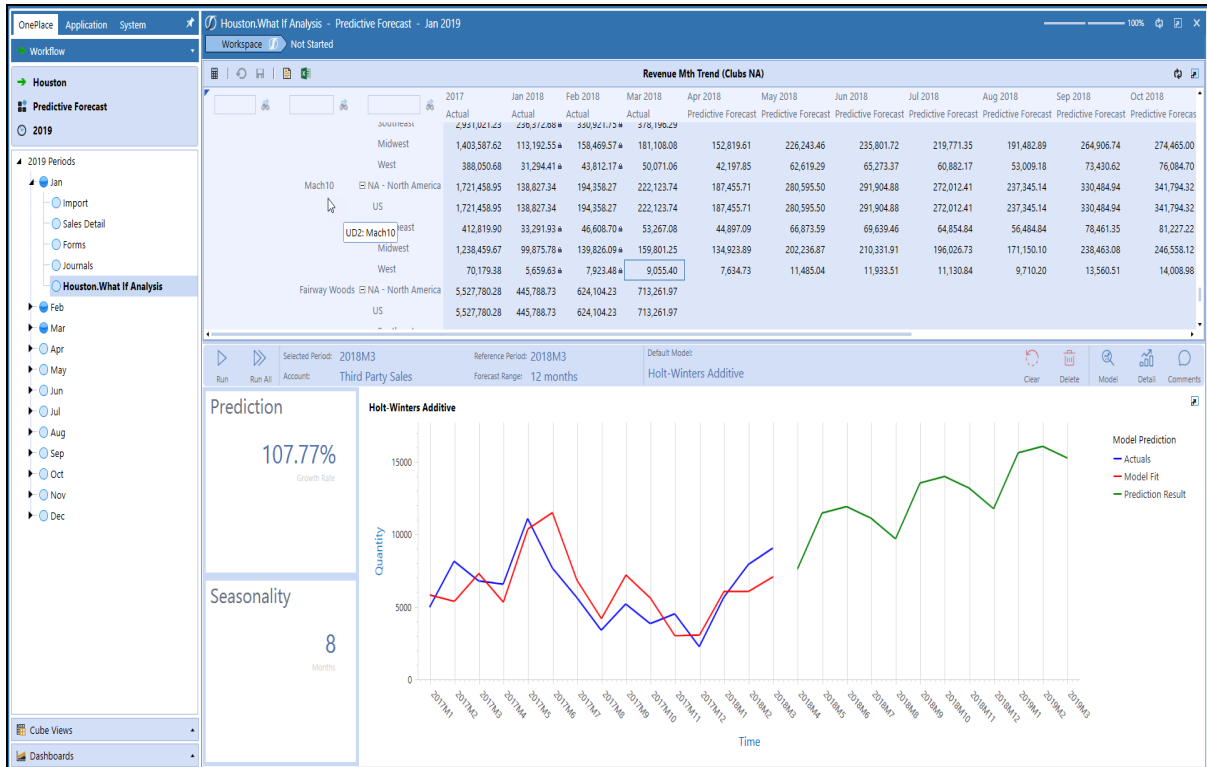 OnePlace Application System
Workflow
Houston
Predictive Forecast
2019
2019 Periods
Jan
Import
Sales Detail
Forms
Journals
Houston.What If Analysis
Feb
Mar
Apr
May
Jun
Jul
Aug
Sep
Oct
Nov
Dec
Cube Views
Dashboards
Houston.What If Analysis - Predictive Forecast - Jan 2019
100%
Workspace Not Started
Revenue Mth Trend (Clubs NA)
2017 Jan 2018 Feb 2018 Mar 2018 Apr 2018 May 2018 Jun 2018 Jul 2018 Aug 2018 Sep 2018 Oct 2018
Actual Actual Actual Actual Predictive Forecast Predictive Forecast Predictive Forecast Predictive Forecast Predictive Forecast Predictive Forecast Predictive Forecas
Southeast 2,931,021.23 236,372.68 330,921.75 378,196.29
Midwest 1,403,587.62 113,192.55 158,469.57 181,108.08 152,819.61 226,243.46 235,801.72 219,771.35 191,482.89 264,906.74 274,465.00
West 388,050.68 31,294.41 43,812.17 50,071.06 42,197.85 62,619.29 65,273.37 60,882.17 53,009.18 73,430.62 76,084.70
Mach10 NA - North America 1,721,458.95 138,827.34 194,358.27 222,123.74 187,455.71 280,595.50 291,904.88 272,012.41 237,345.14 330,484.94 341,794.32
US 1,721,458.95 138,827.34 194,358.27 222,123.74 187,455.71 280,595.50 291,904.88 272,012.41 237,345.14 330,484.94 341,794.32
UD2: Mach10 east 412,819.90 33,291.93 46,608.70 53,267.08 44,897.09 66,873.59 69,639.46 64,854.84 56,484.84 78,461.35 81,227.22
Midwest 1,238,459.67 99,875.78 139,826.09 159,801.25 134,923.89 202,236.87 210,331.91 196,026.73 171,150.10 238,463.08 246,558.12
West 70,179.38 5,659.63 7,923.48 9,055.40 7,634.73 11,485.04 11,933.51 11,130.84 9,710.20 13,560.51 14,008.98
Fairway Woods NA - North America 5,527,780.28 445,788.73 624,104.23 713,261.97
US 5,527,780.28 445,788.73 624,104.23 713,261.97
Run Run All
Selected Period: 2018M3 Reference Period: 2018M3 Default Model:
Account: Third Party Sales Forecast Range: 12 months Holt-Winters Additive
Clear Delete Model Detail Comments
Prediction
107.77%
Growth Rate
Seasonality
8
Months
Holt-Winters Additive
Quantity
15000
10000
5000
0
2017M1 2017M2 2017M3 2017M4 2017M5 2017M6 2017M7 2017M8 2017M9 2017M10 2017M11 2017M12 2018M1 2018M2 2018M3 2018M4 2018M5 2018M6 2018M7 2018M8 2018M9 2018M10 2018M11 2018M12 2019M1 2019M2 2019M3
Time
Model Prediction
Actuals
Model Fit
Prediction Result